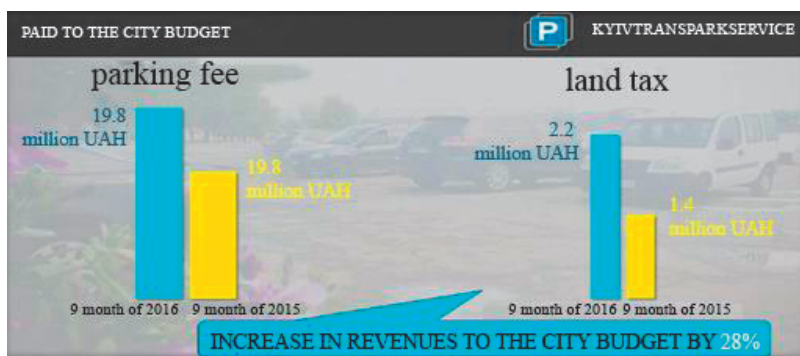 PAID TO THE CITY BUDGET
P
KYIVTRANSPARKSERVICE
parking fee
19.8
million UAH
19.8
million UAH
9 month of 2016
9 month of 2015
land tax
2.2
million UAH
1.4
million UAH
9 month of 2016
9 month of 2015
INCREASE IN REVENUES TO THE CITY BUDGET BY 28%